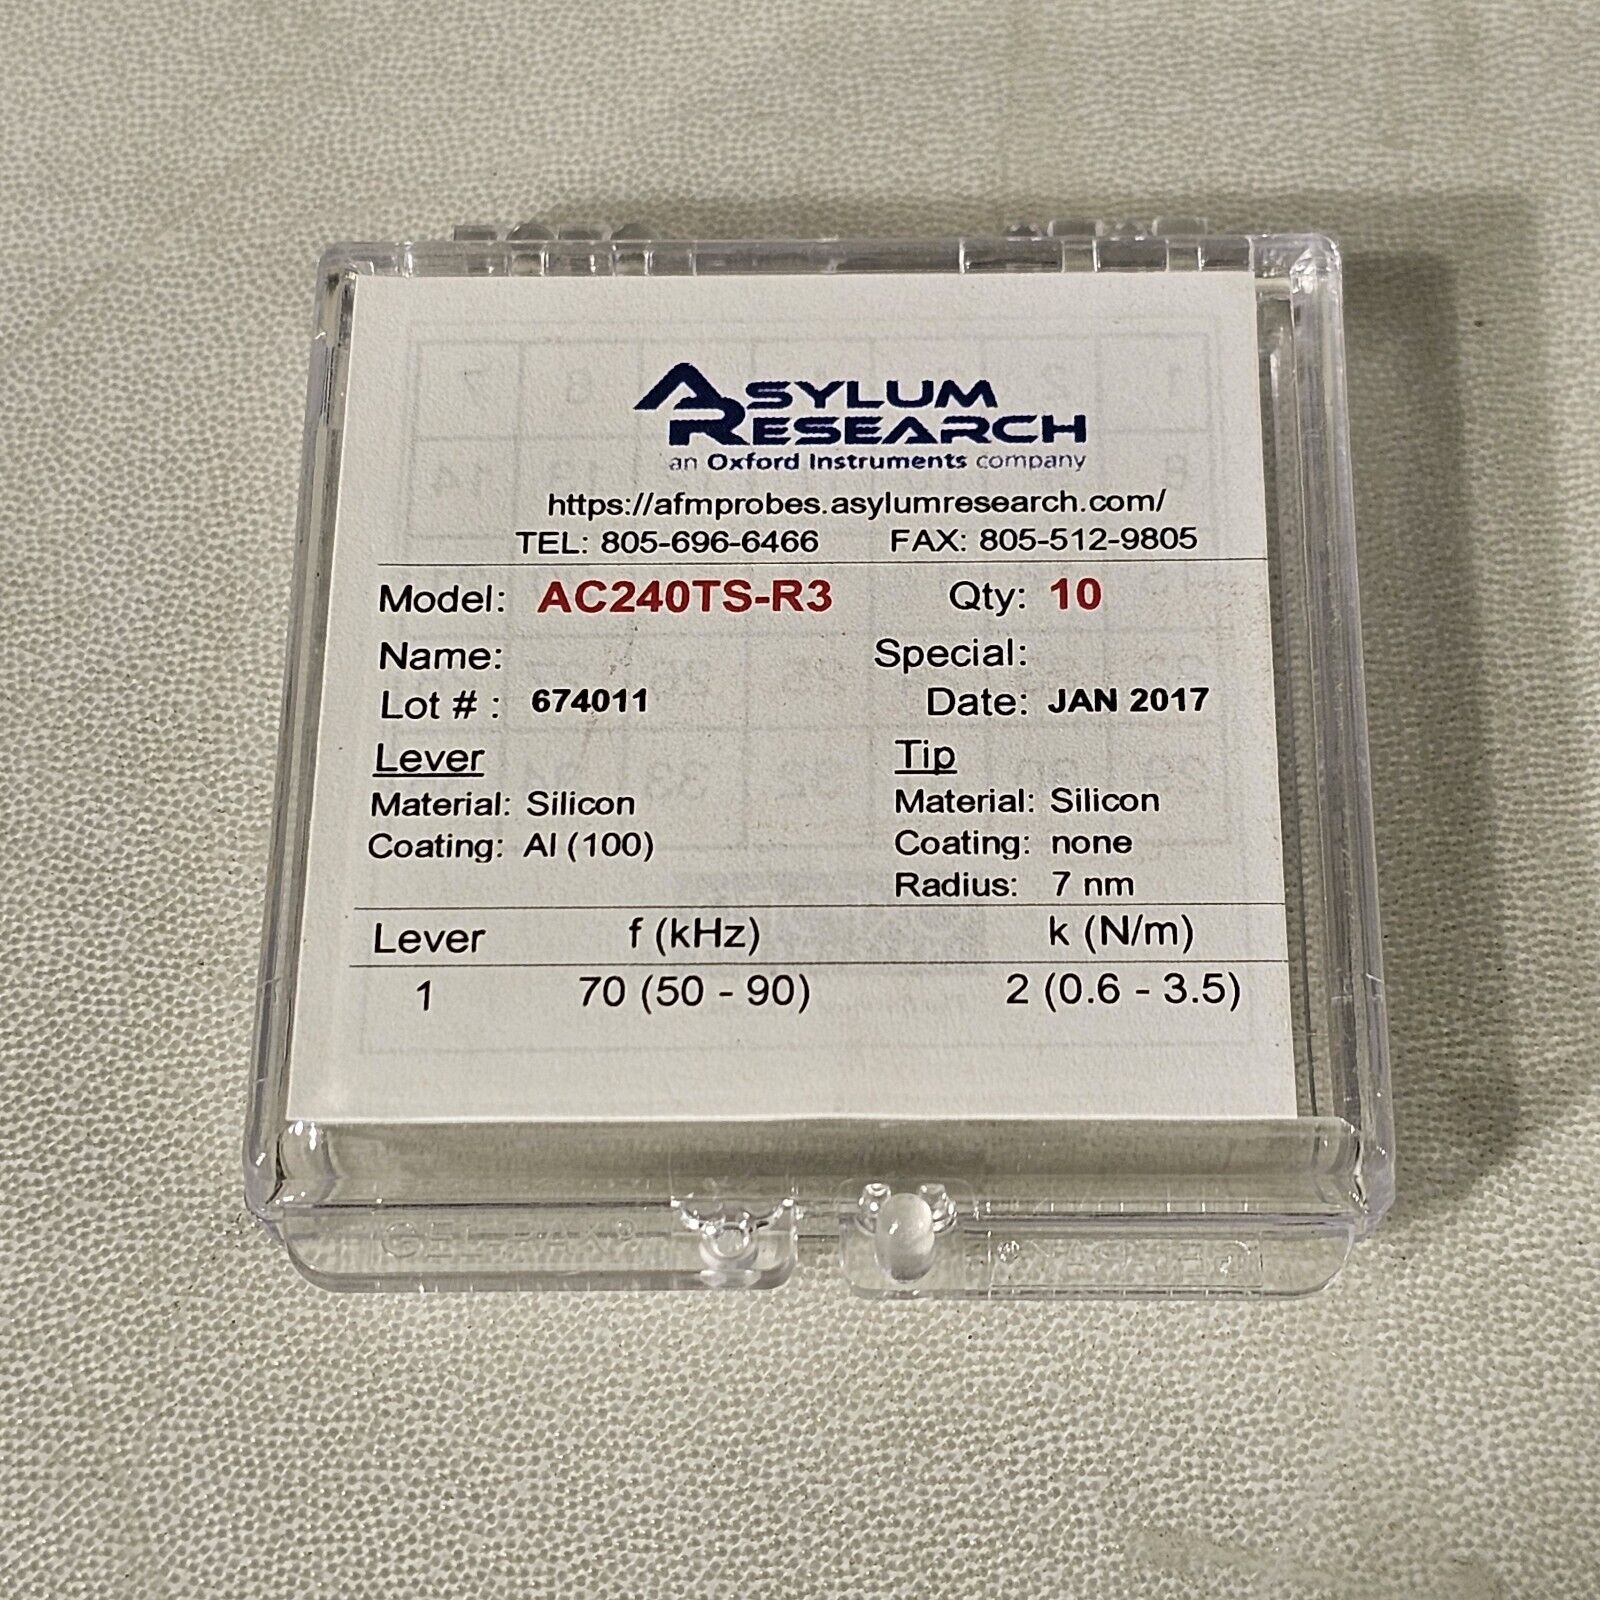 ASYLUM
RESEARCH
an Oxford Instruments company
https://afmprobes.asylumresearch.com/
TEL: 805-696-6466 FAX: 805-512-9805
Model: AC240TS-R3 Qty: 10
Name: Special:
Lot # : 674011 Date: JAN 2017
Lever Tip
Material: Silicon Material: Silicon
Coating: Al (100) Coating: none
Radius: 7 nm
Lever f (kHz) k (N/m)
1 70 (50 - 90) 2 (0.6 - 3.5)